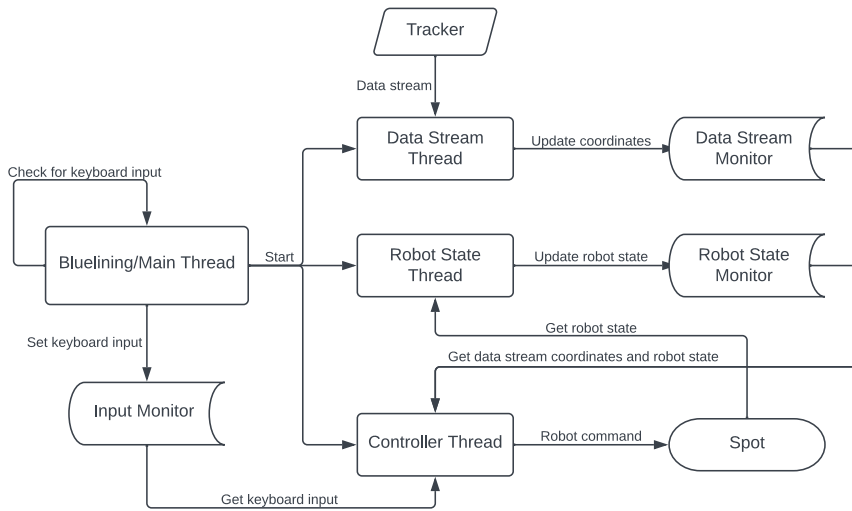 Tracker
Data stream
Data Stream
Thread
Update coordinates
Data Stream
Monitor
Check for keyboard input
Bluelining/Main Thread
Start
Robot State
Thread
Update robot state
Robot State
Monitor
Get robot state
Set keyboard input
Get data stream coordinates and robot state
Input Monitor
Controller Thread
Robot command
Spot
Get keyboard input